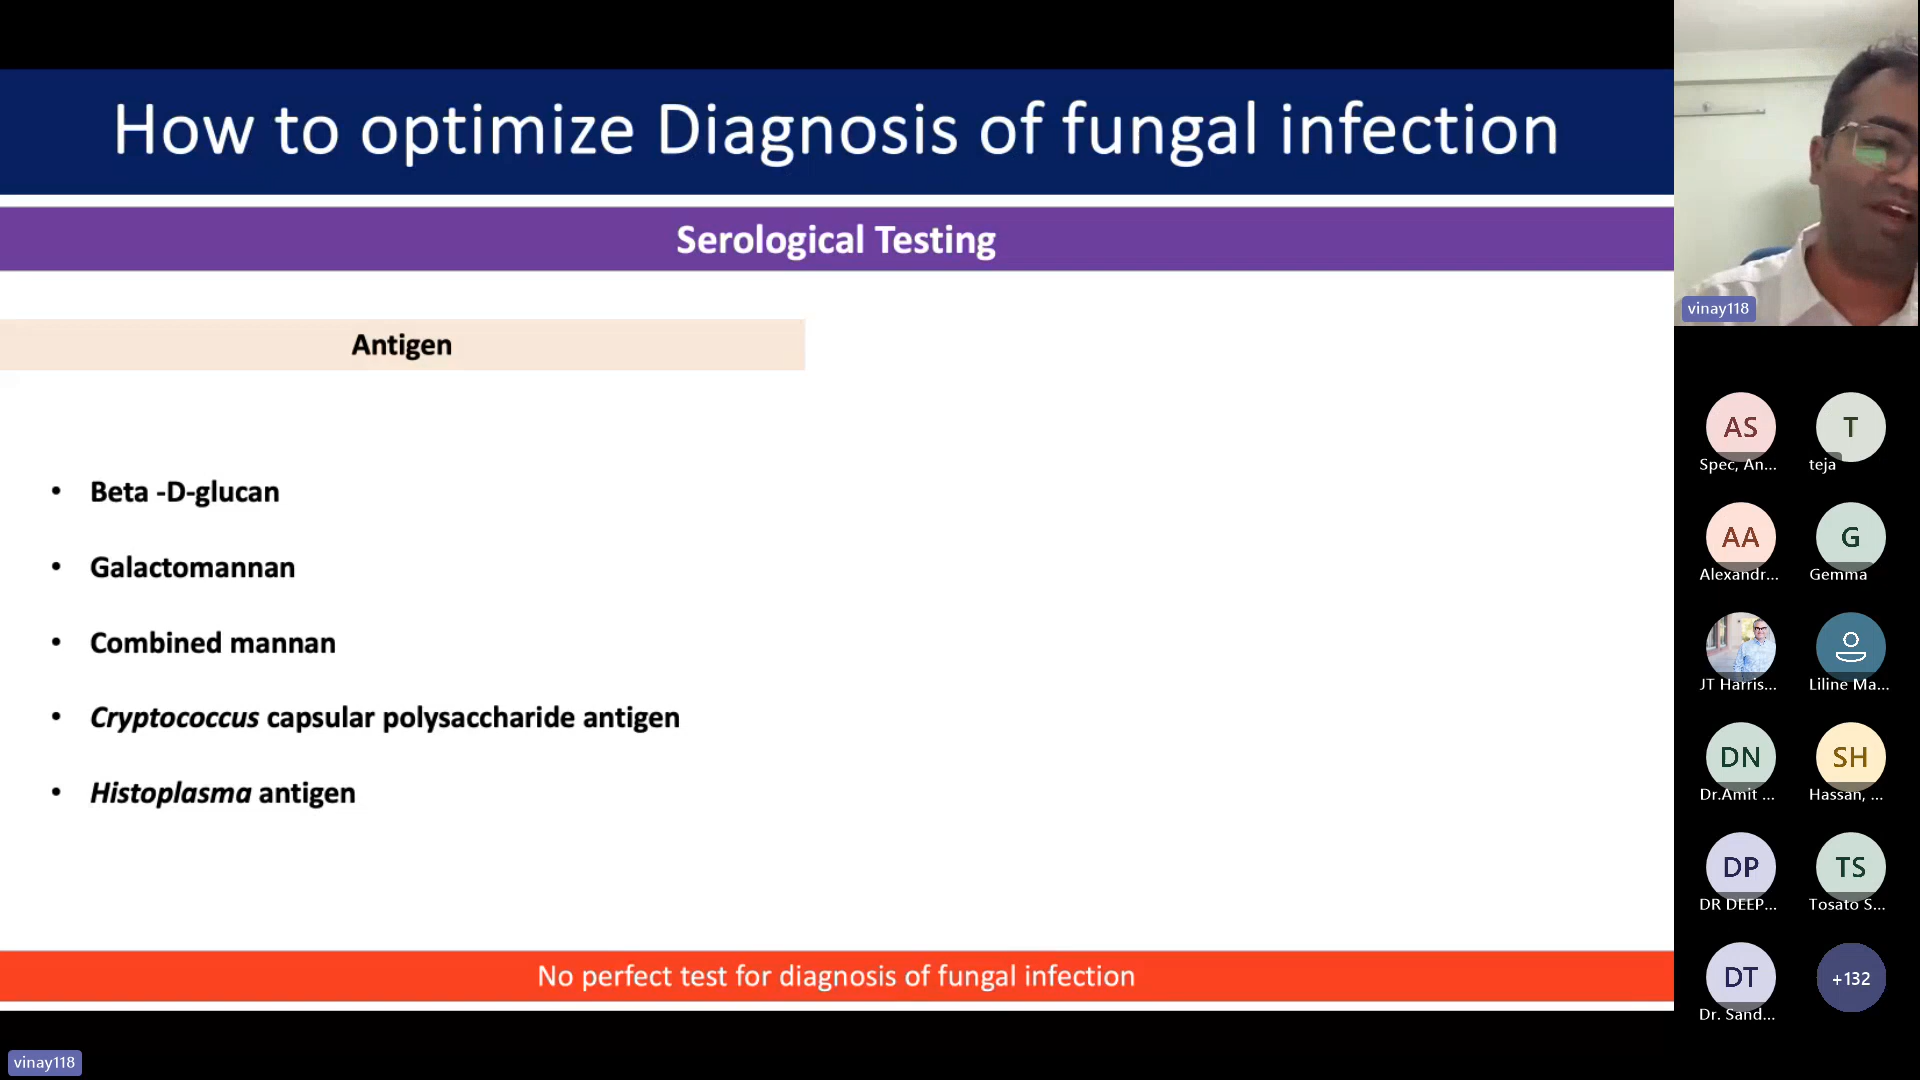 How to optimize Diagnosis of fungal infection
Serological Testing
Antigen
• Beta -D-glucan
• Galactomannan
• Combined mannan
• Cryptococcus capsular polysaccharide antigen
• Histoplasma antigen
No perfect test for diagnosis of fungal infection
vinay118
vinay118
AS
Spec, An...
T
teja
AA
Alexandr...
G
Gemma
JT Harris...
Liline Ma...
DN
Dr.Amit ...
SH
Hassan, ...
DP
DR DEEP...
TS
Tosato S...
DT
Dr. Sand...
+132